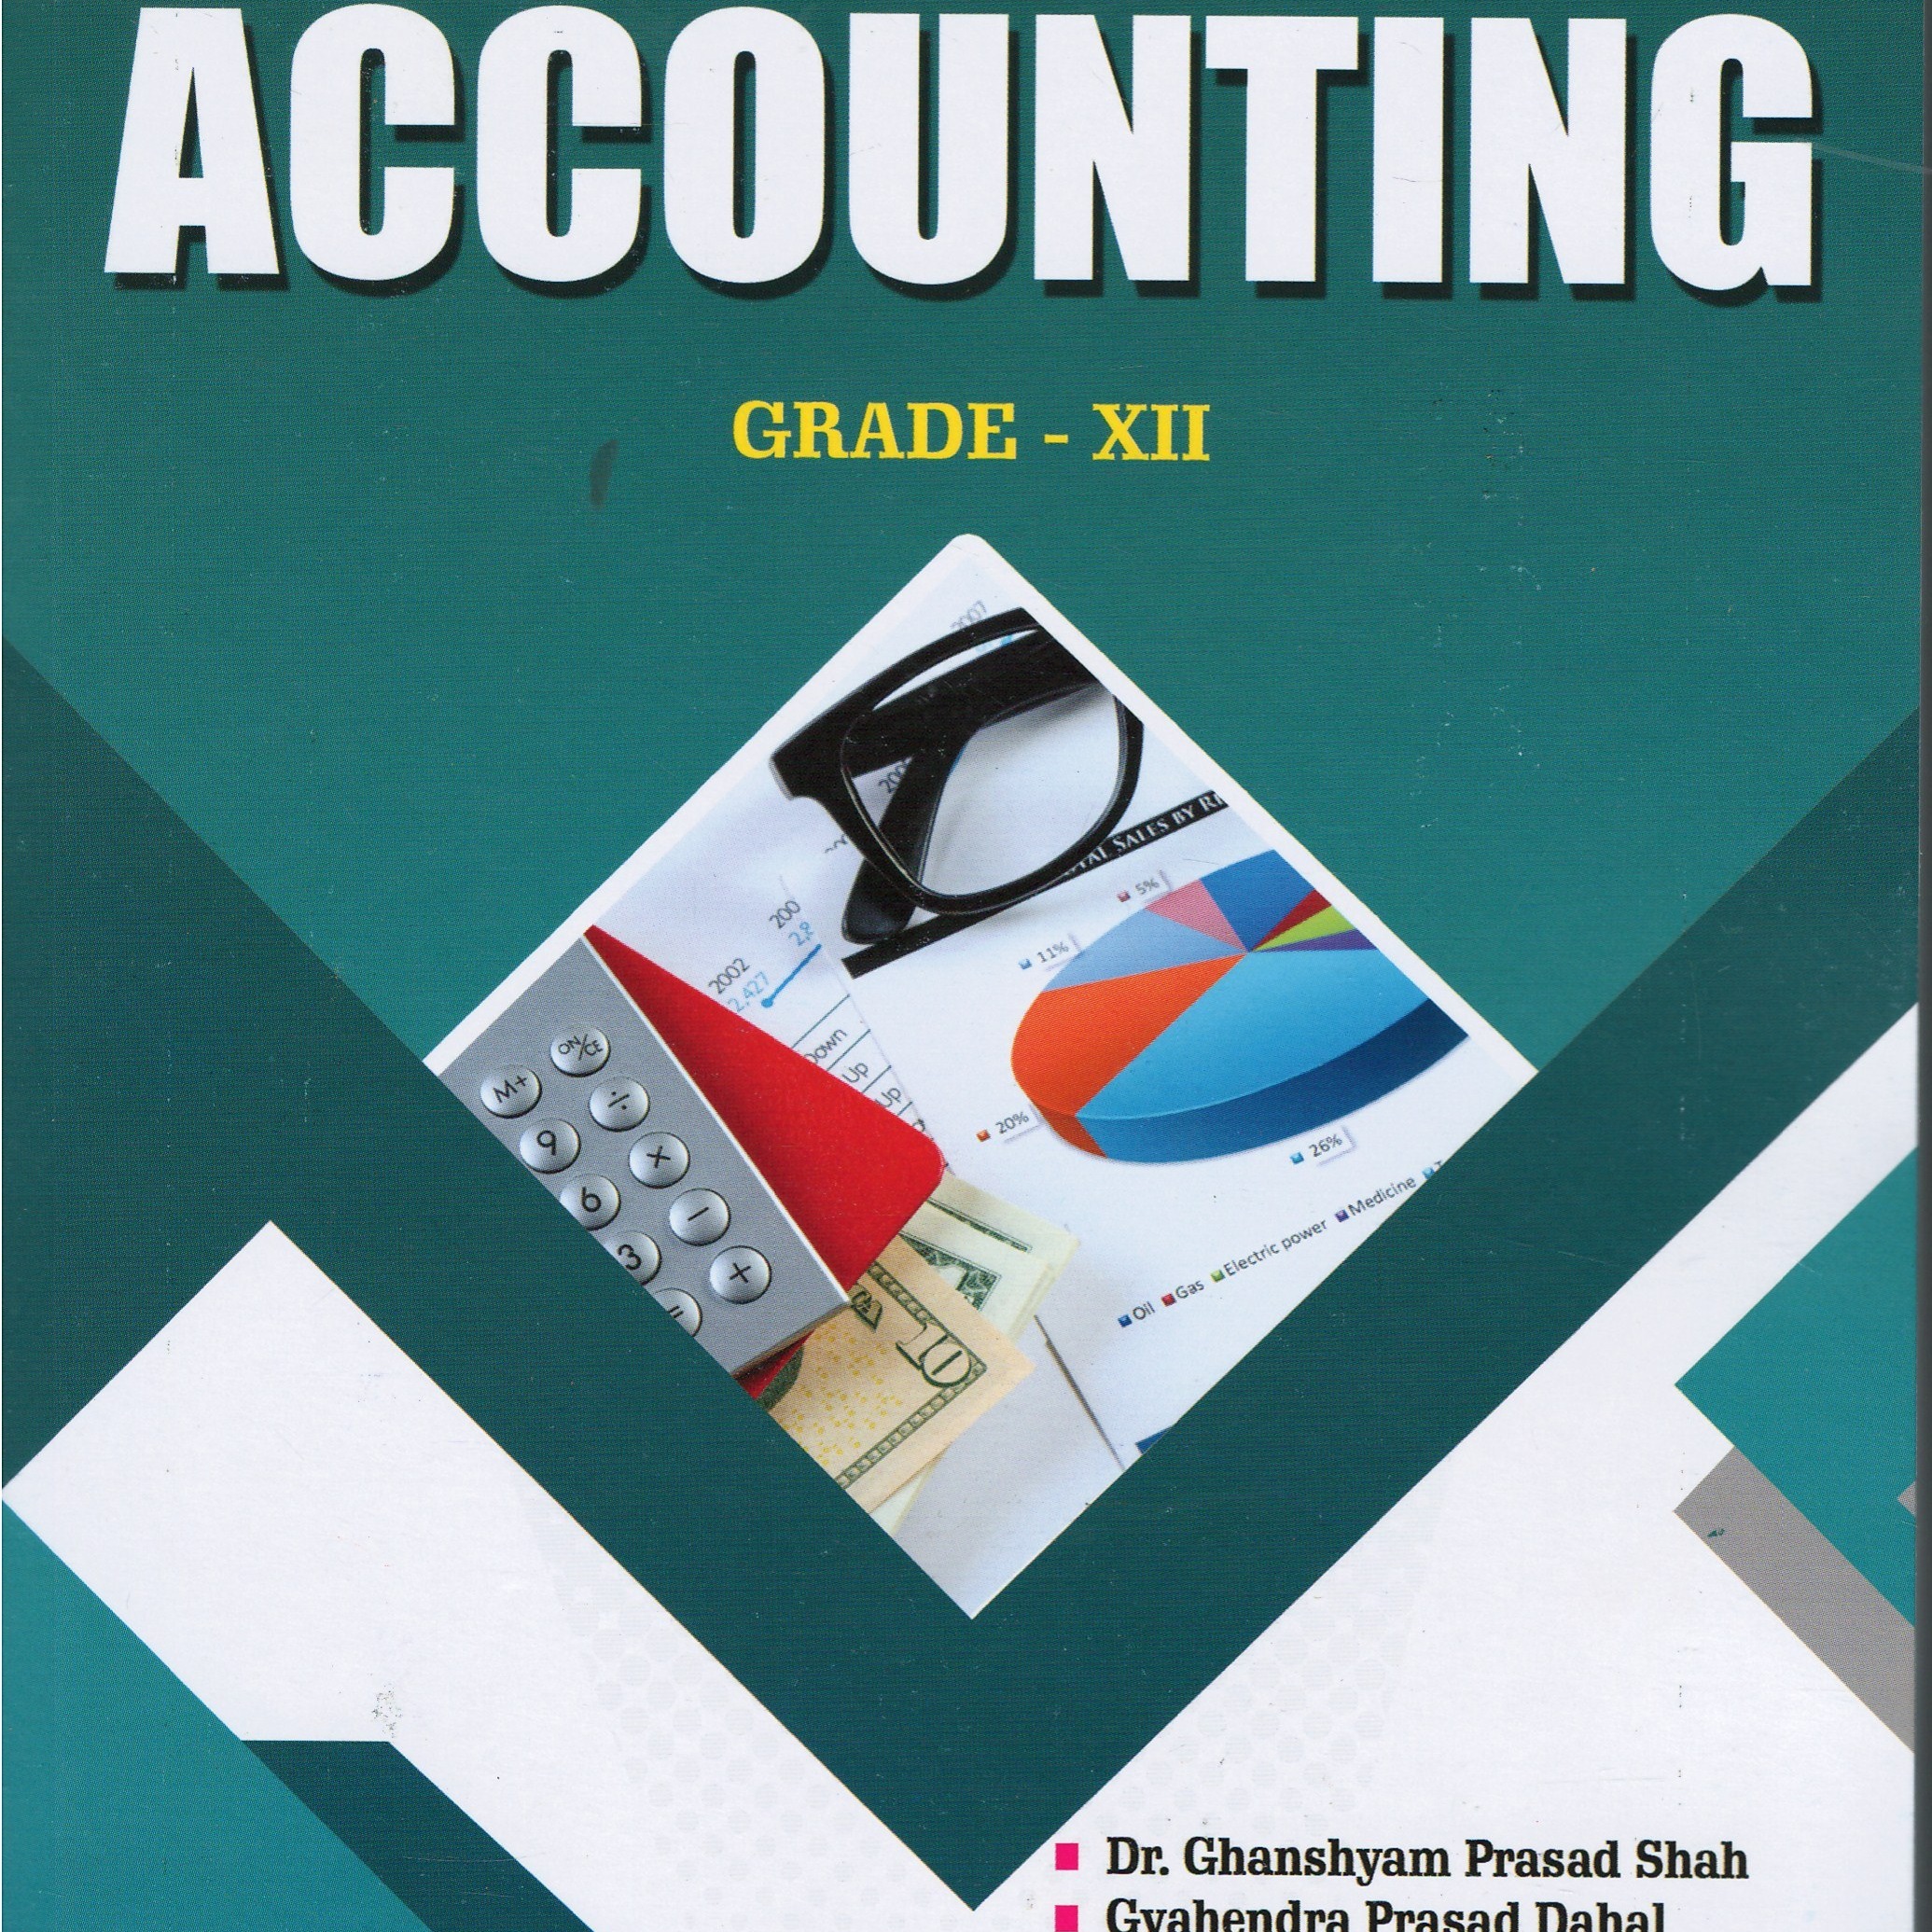 ACCOUNTING
GRADE - XII
2007
SALES BY
5%
11%
200
2,8
2002
2,427
Down
Up
Up
20%
26%
Oil Gas Electric power Medicine
ON/CE
M+ ÷
9 ×
6 −
3 +
=
10
Dr. Ghanshyam Prasad Shah
Gyahendra Prasad Dahal